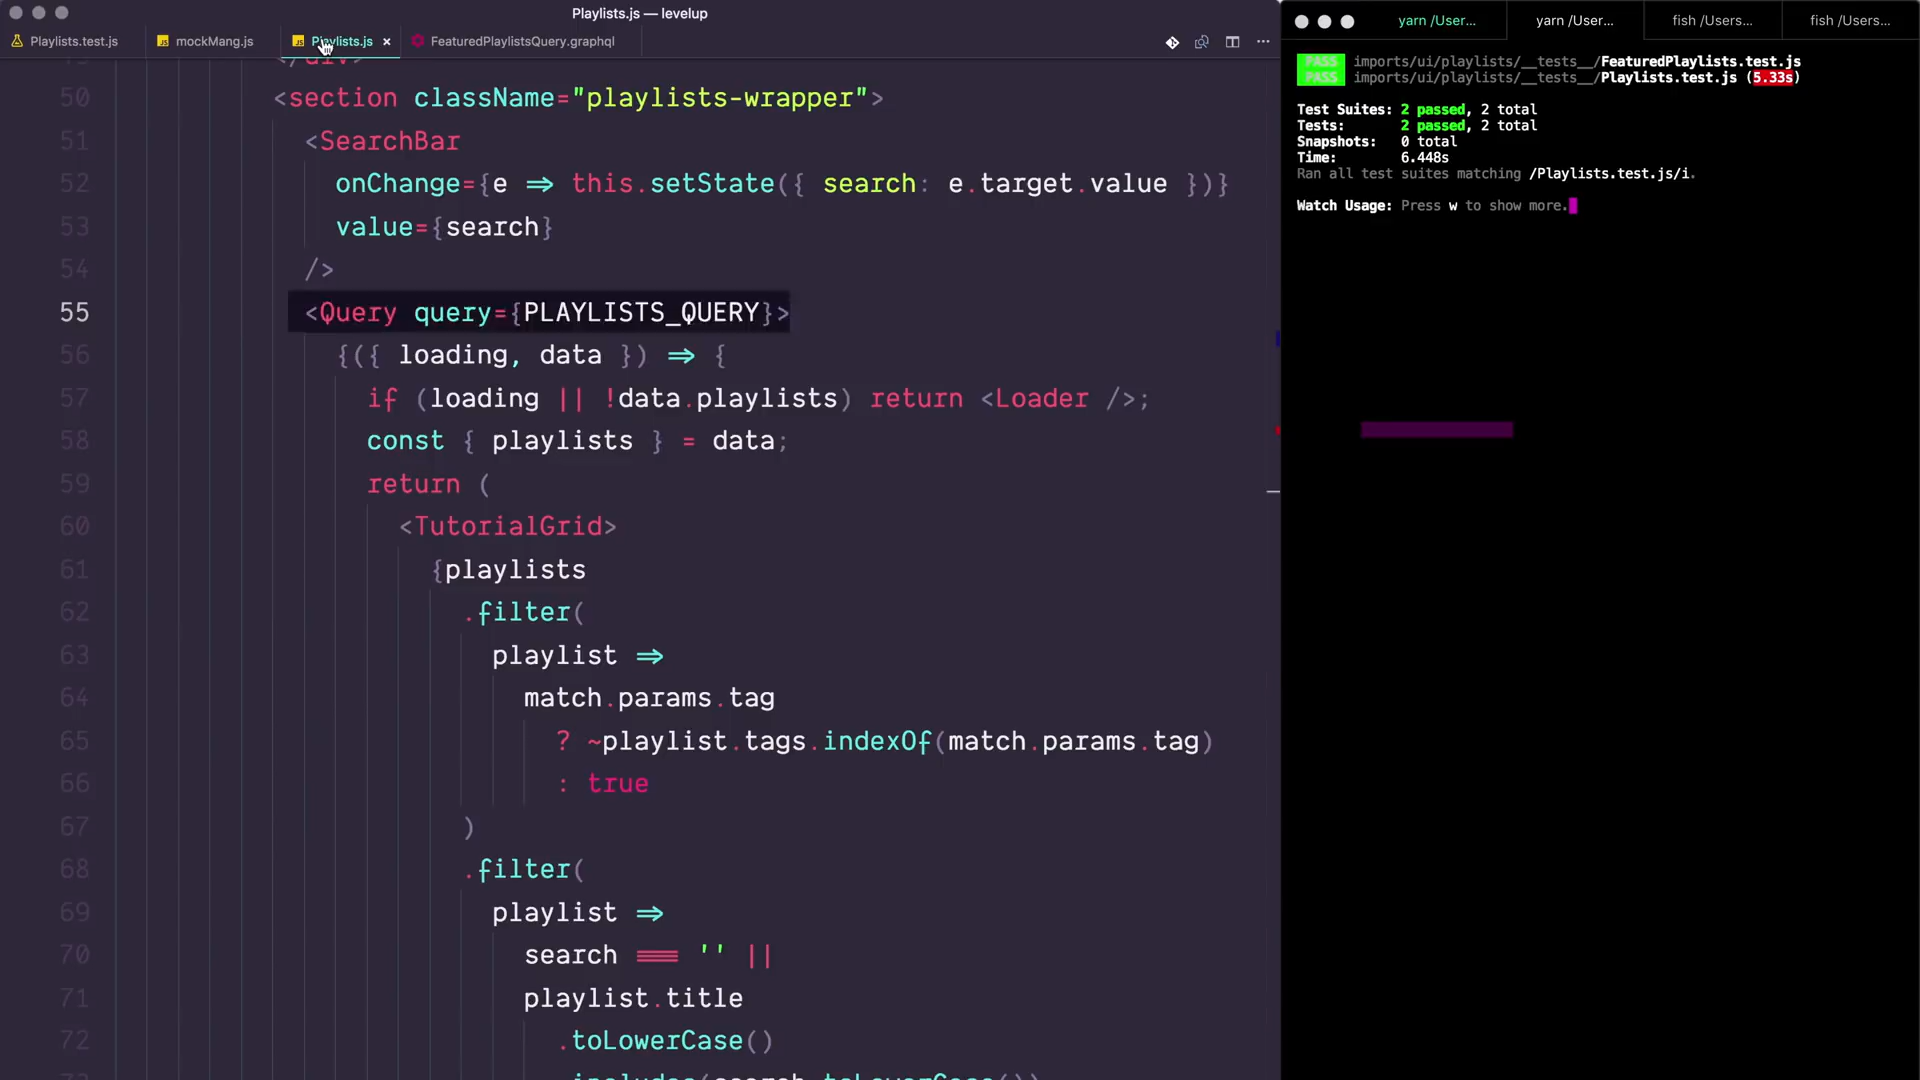 Playlists.js — levelup
Playlists.test.js
mockMang.js
Playlists.js ×
FeaturedPlaylistsQuery.graphql
</div>
50 <section className="playlists-wrapper">
51 <SearchBar
52 onChange={e => this.setState({ search: e.target.value })}
53 value={search}
54 />
55 <Query query={PLAYLISTS_QUERY}>
56 {({ loading, data }) => {
57 if (loading || !data.playlists) return <Loader />;
58 const { playlists } = data;
59 return (
60 <TutorialGrid>
61 {playlists
62 .filter(
63 playlist =>
64 match.params.tag
65 ? ~playlist.tags.indexOf(match.params.tag)
66 : true
67 )
68 .filter(
69 playlist =>
70 search === '' ||
71 playlist.title
72 .toLowerCase()
.includes(search.toLowerCase())
yarn /User...
yarn /User...
fish /Users...
fish /Users...
PASS imports/ui/playlists/__tests__/FeaturedPlaylists.test.js
PASS imports/ui/playlists/__tests__/Playlists.test.js (5.33s)
Test Suites: 2 passed, 2 total
Tests: 2 passed, 2 total
Snapshots: 0 total
Time: 6.448s
Ran all test suites matching /Playlists.test.js/i.
Watch Usage: Press w to show more.